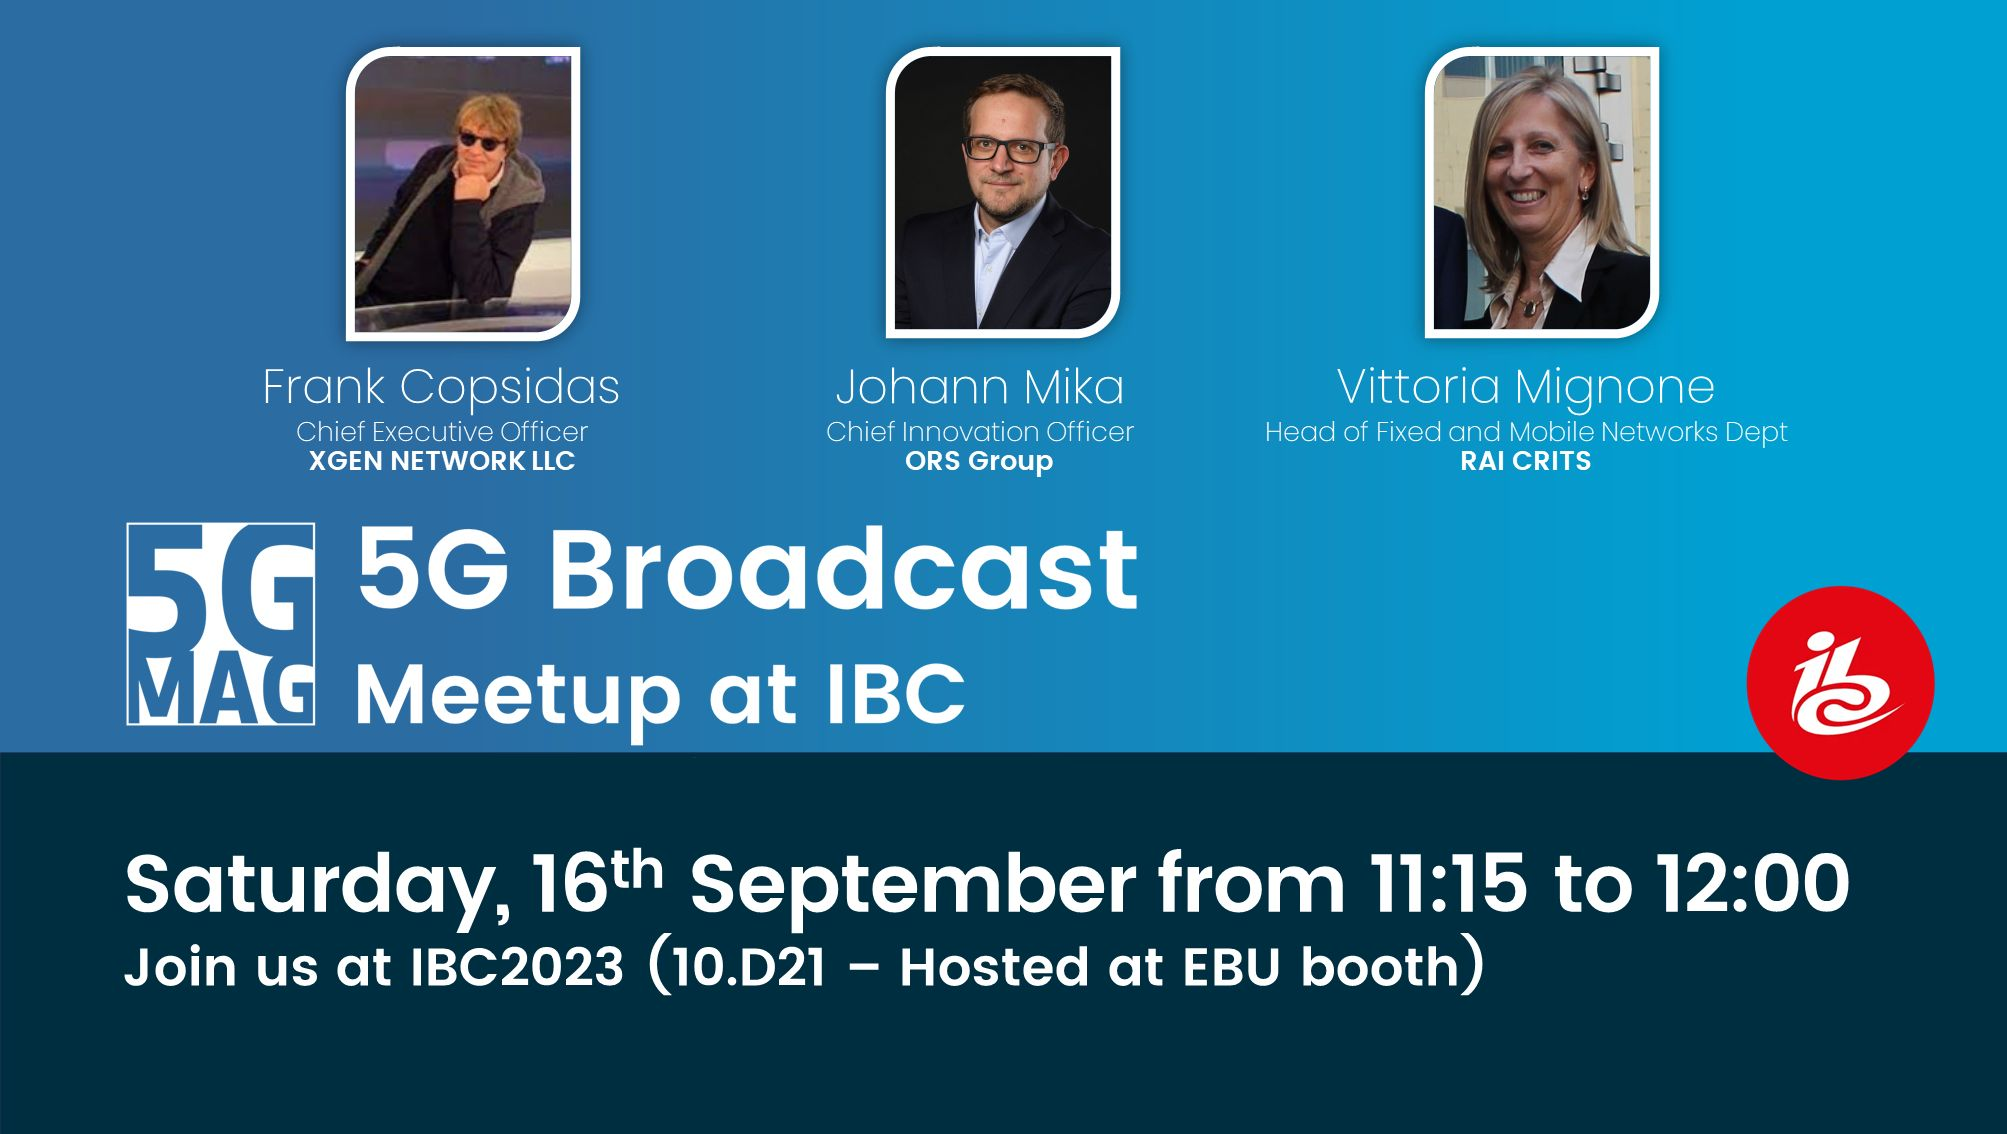 Frank Copsidas
Chief Executive Officer
XGEN NETWORK LLC
Johann Mika
Chief Innovation Officer
ORS Group
Vittoria Mignone
Head of Fixed and Mobile Networks Dept
RAI CRITS
5G
MAG
5G Broadcast
Meetup at IBC
ibc
Saturday, 16th September from 11:15 to 12:00
Join us at IBC2023 (10.D21 – Hosted at EBU booth)